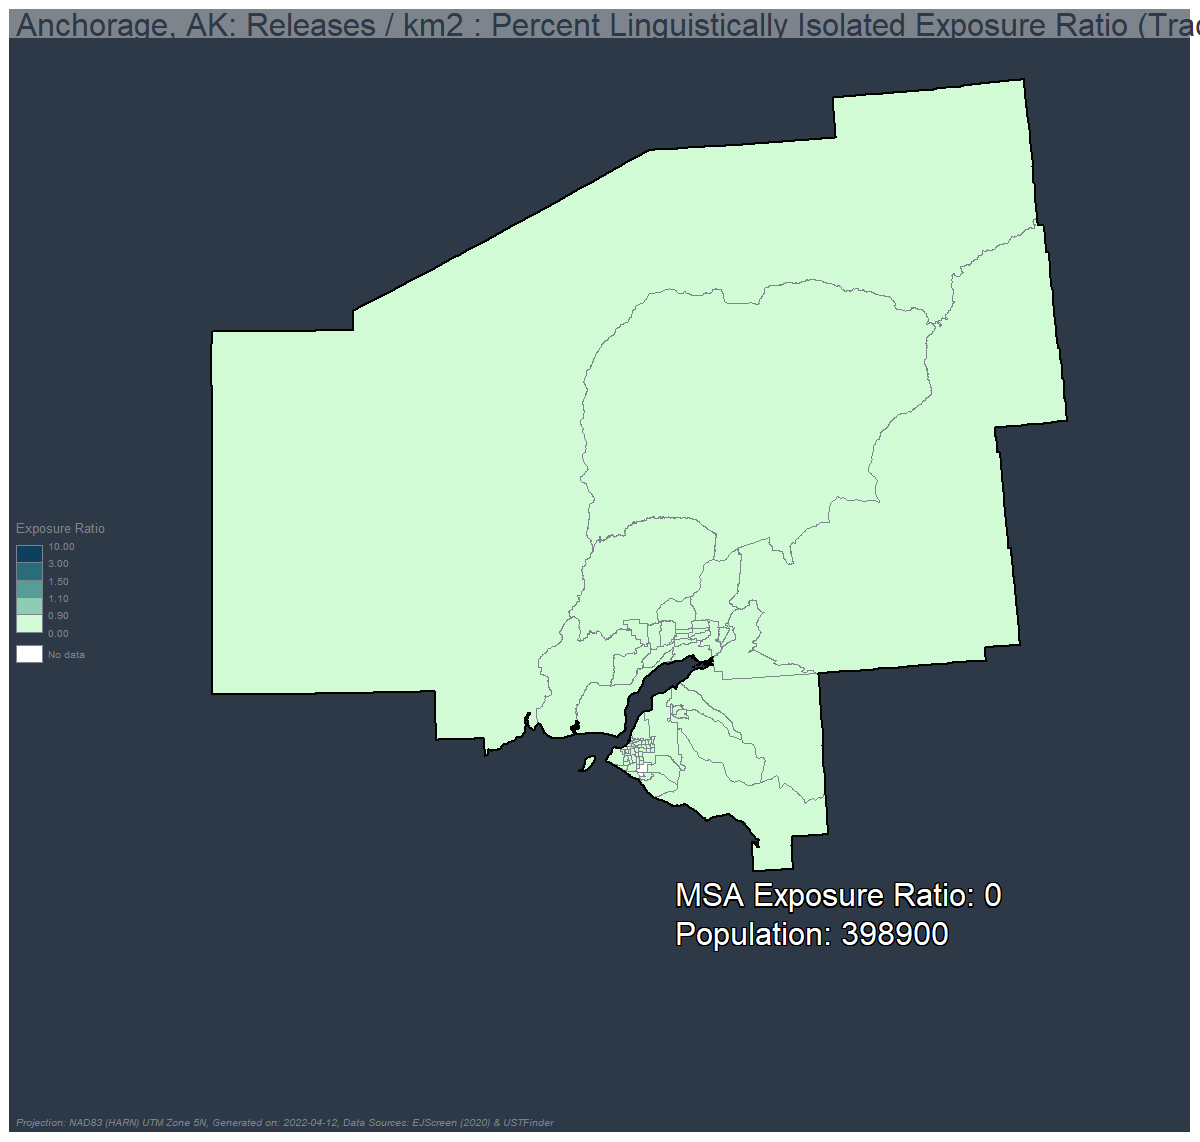 Anchorage, AK: Releases / km2 : Percent Linguistically Isolated Exposure Ratio (Trac
Exposure Ratio
10.00
3.00
1.50
1.10
0.90
0.00
No data
MSA Exposure Ratio: 0
Population: 398900
Projection: NAD83 (HARN) UTM Zone 5N, Generated on: 2022-04-12, Data Sources: EJScreen (2020) & USTFinder